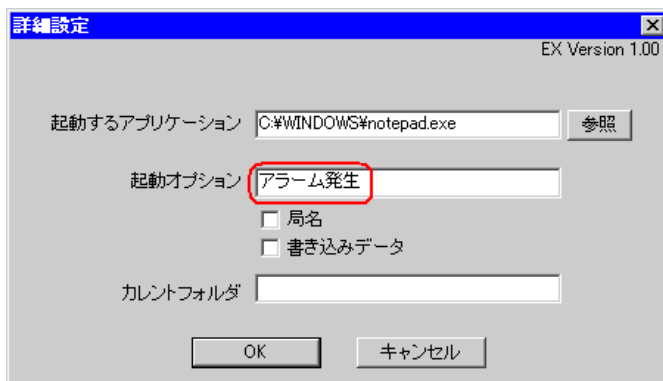 詳細設定
EX Version 1.00
起動するアプリケーション C:¥WINDOWS¥notepad.exe 参照
起動オプション アラーム発生
局名
書き込みデータ
カレントフォルダ
OK キャンセル